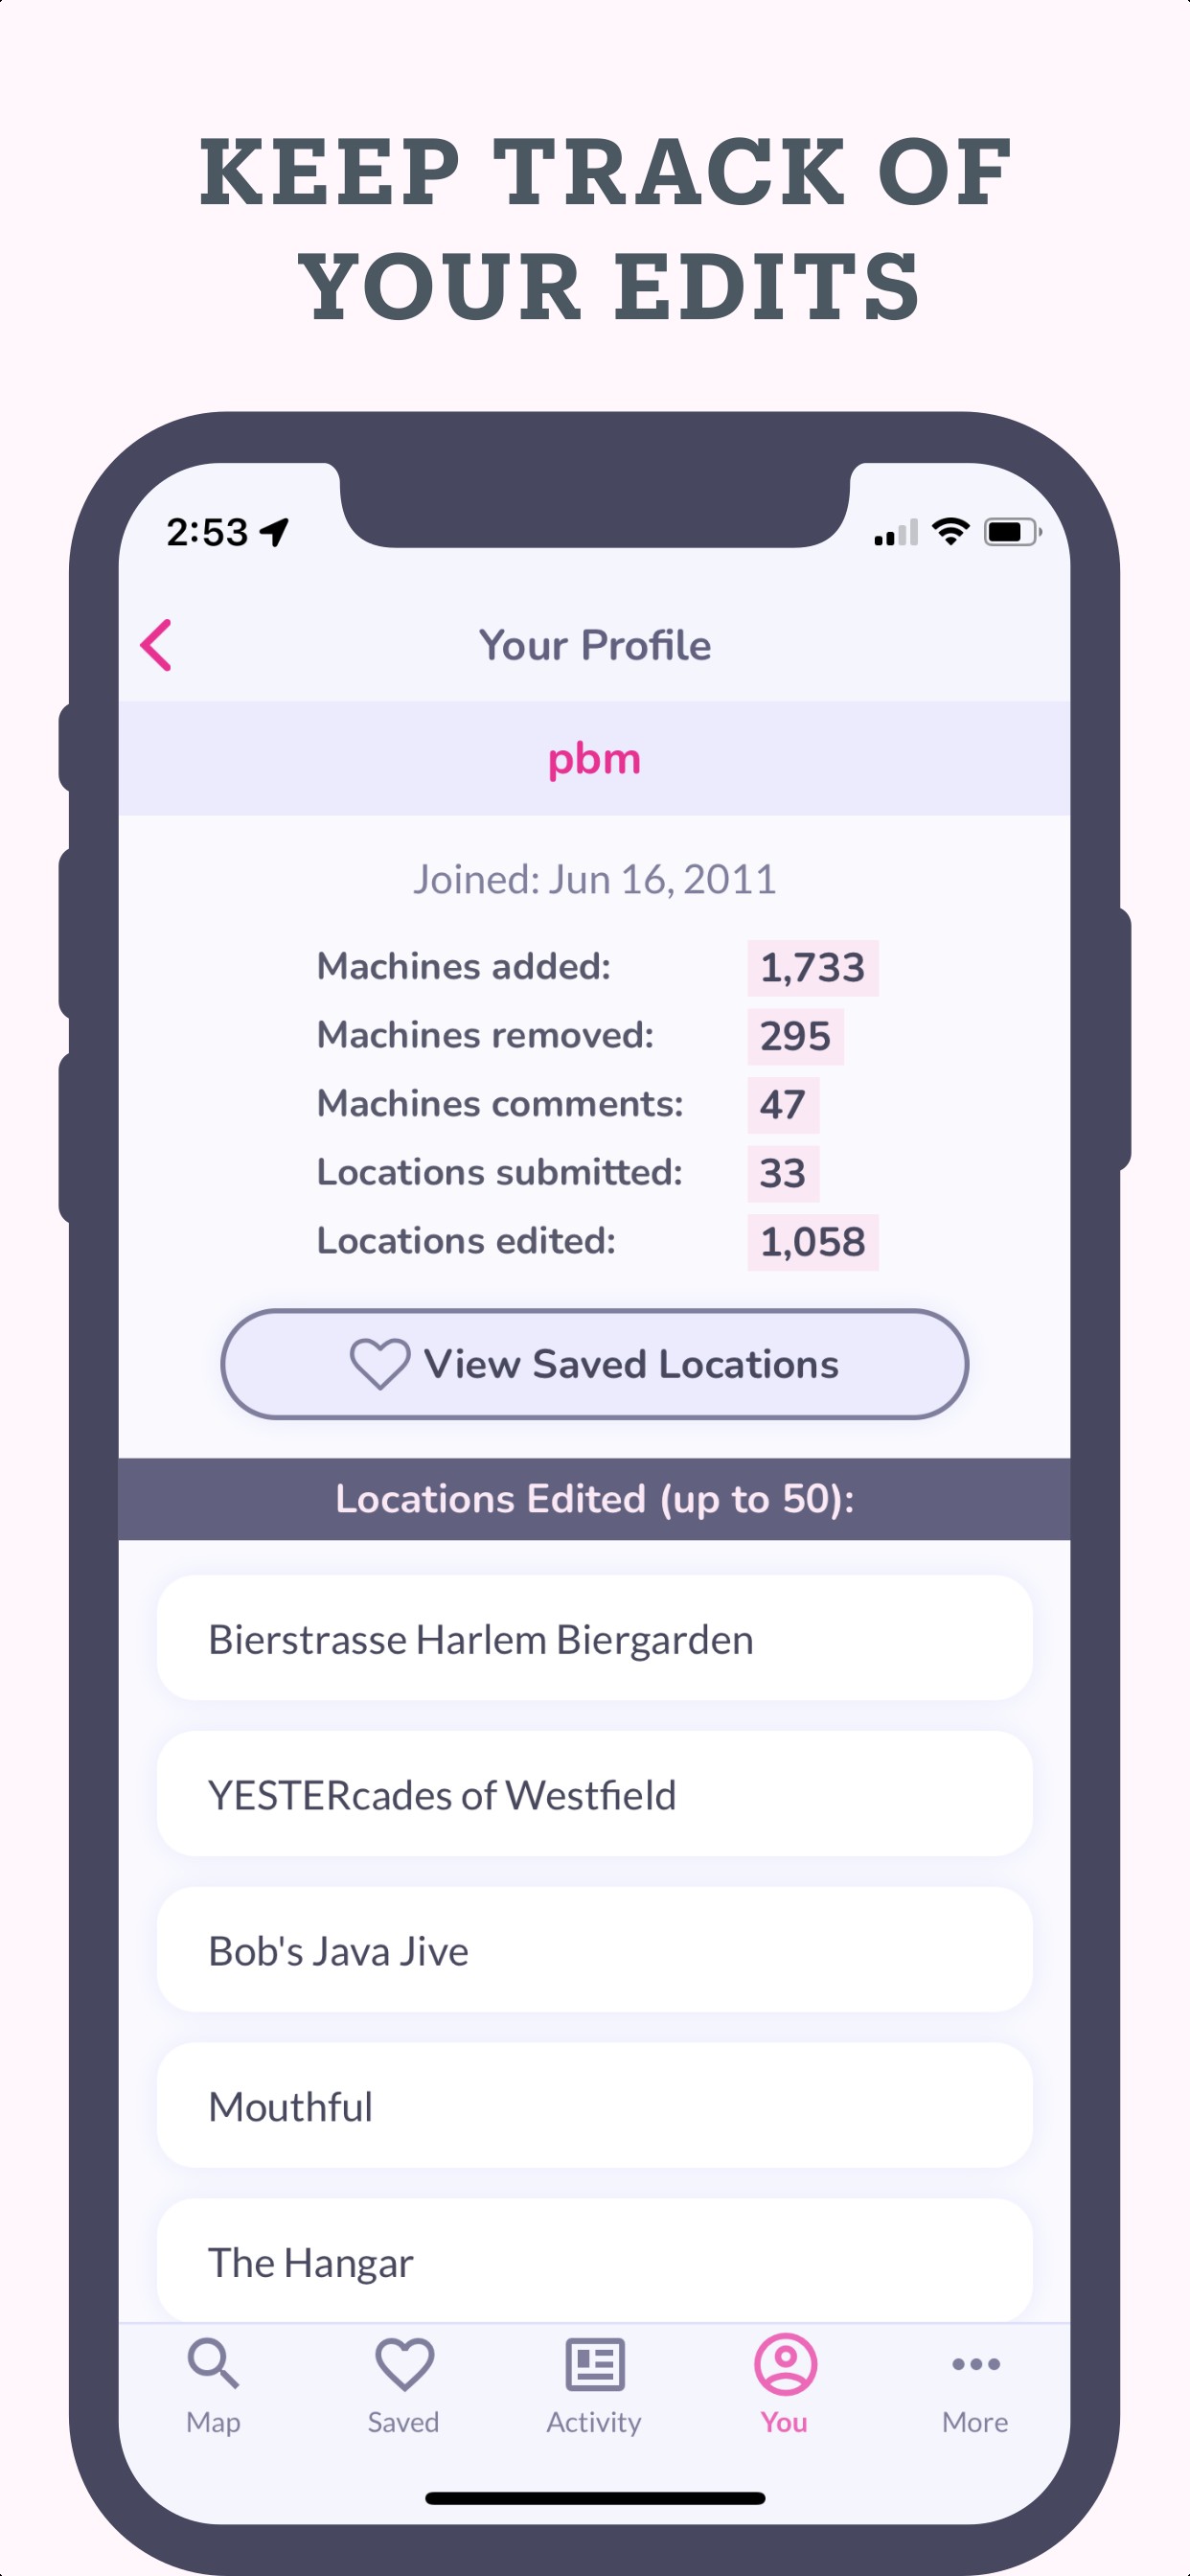 KEEP TRACK OF
YOUR EDITS
2:53
Your Profile
pbm
Joined: Jun 16, 2011
Machines added: 1,733
Machines removed: 295
Machines comments: 47
Locations submitted: 33
Locations edited: 1,058
View Saved Locations
Locations Edited (up to 50):
Bierstrasse Harlem Biergarden
YESTERcades of Westfield
Bob's Java Jive
Mouthful
The Hangar
Map Saved Activity You More